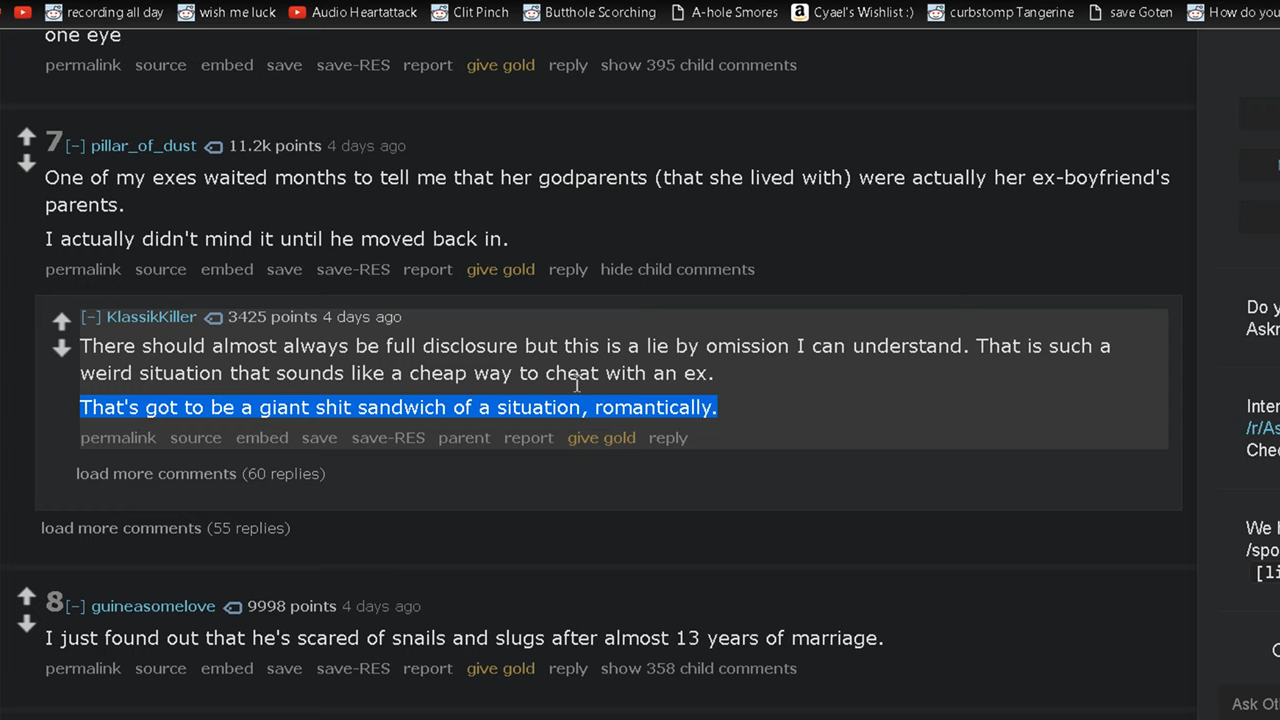 recording all day wish me luck Audio Heartattack Clit Pinch Butthole Scorching A-hole Smores Cyael's Wishlist :) curbstomp Tangerine save Goten How do you
one eye
permalink source embed save save-RES report give gold reply show 395 child comments
7 [–] pillar_of_dust 11.2k points 4 days ago
One of my exes waited months to tell me that her godparents (that she lived with) were actually her ex-boyfriend's
parents.
I actually didn't mind it until he moved back in.
permalink source embed save save-RES report give gold reply hide child comments
[–] KlassikKiller 3425 points 4 days ago
There should almost always be full disclosure but this is a lie by omission I can understand. That is such a
weird situation that sounds like a cheap way to cheat with an ex.
That's got to be a giant shit sandwich of a situation, romantically.
permalink source embed save save-RES parent report give gold reply
load more comments (60 replies)
load more comments (55 replies)
8 [–] guineasomelove 9998 points 4 days ago
I just found out that he's scared of snails and slugs after almost 13 years of marriage.
permalink source embed save save-RES report give gold reply show 358 child comments
Do y
Askr
Inter
/r/As
Chec
We h
/spo
[li
Ask Ot